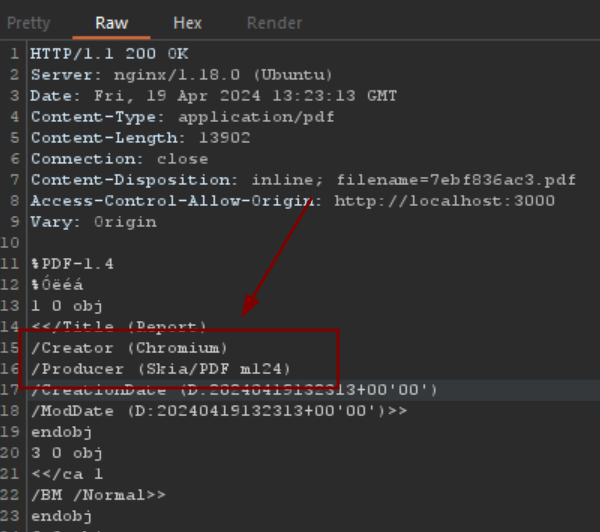 Pretty Raw Hex Render
1 HTTP/1.1 200 OK
2 Server: nginx/1.18.0 (Ubuntu)
3 Date: Fri, 19 Apr 2024 13:23:13 GMT
4 Content-Type: application/pdf
5 Content-Length: 13902
6 Connection: close
7 Content-Disposition: inline; filename=7ebf836ac3.pdf
8 Access-Control-Allow-Origin: http://localhost:3000
9 Vary: Origin
10
11 %PDF-1.4
12 %Óëéá
13 1 0 obj
14 <</Title (Report)
15 /Creator (Chromium)
16 /Producer (Skia/PDF m124)
17 /CreationDate (D:20240419132313+00'00')
18 /ModDate (D:20240419132313+00'00')>>
19 endobj
20 3 0 obj
21 <</ca 1
22 /BM /Normal>>
23 endobj